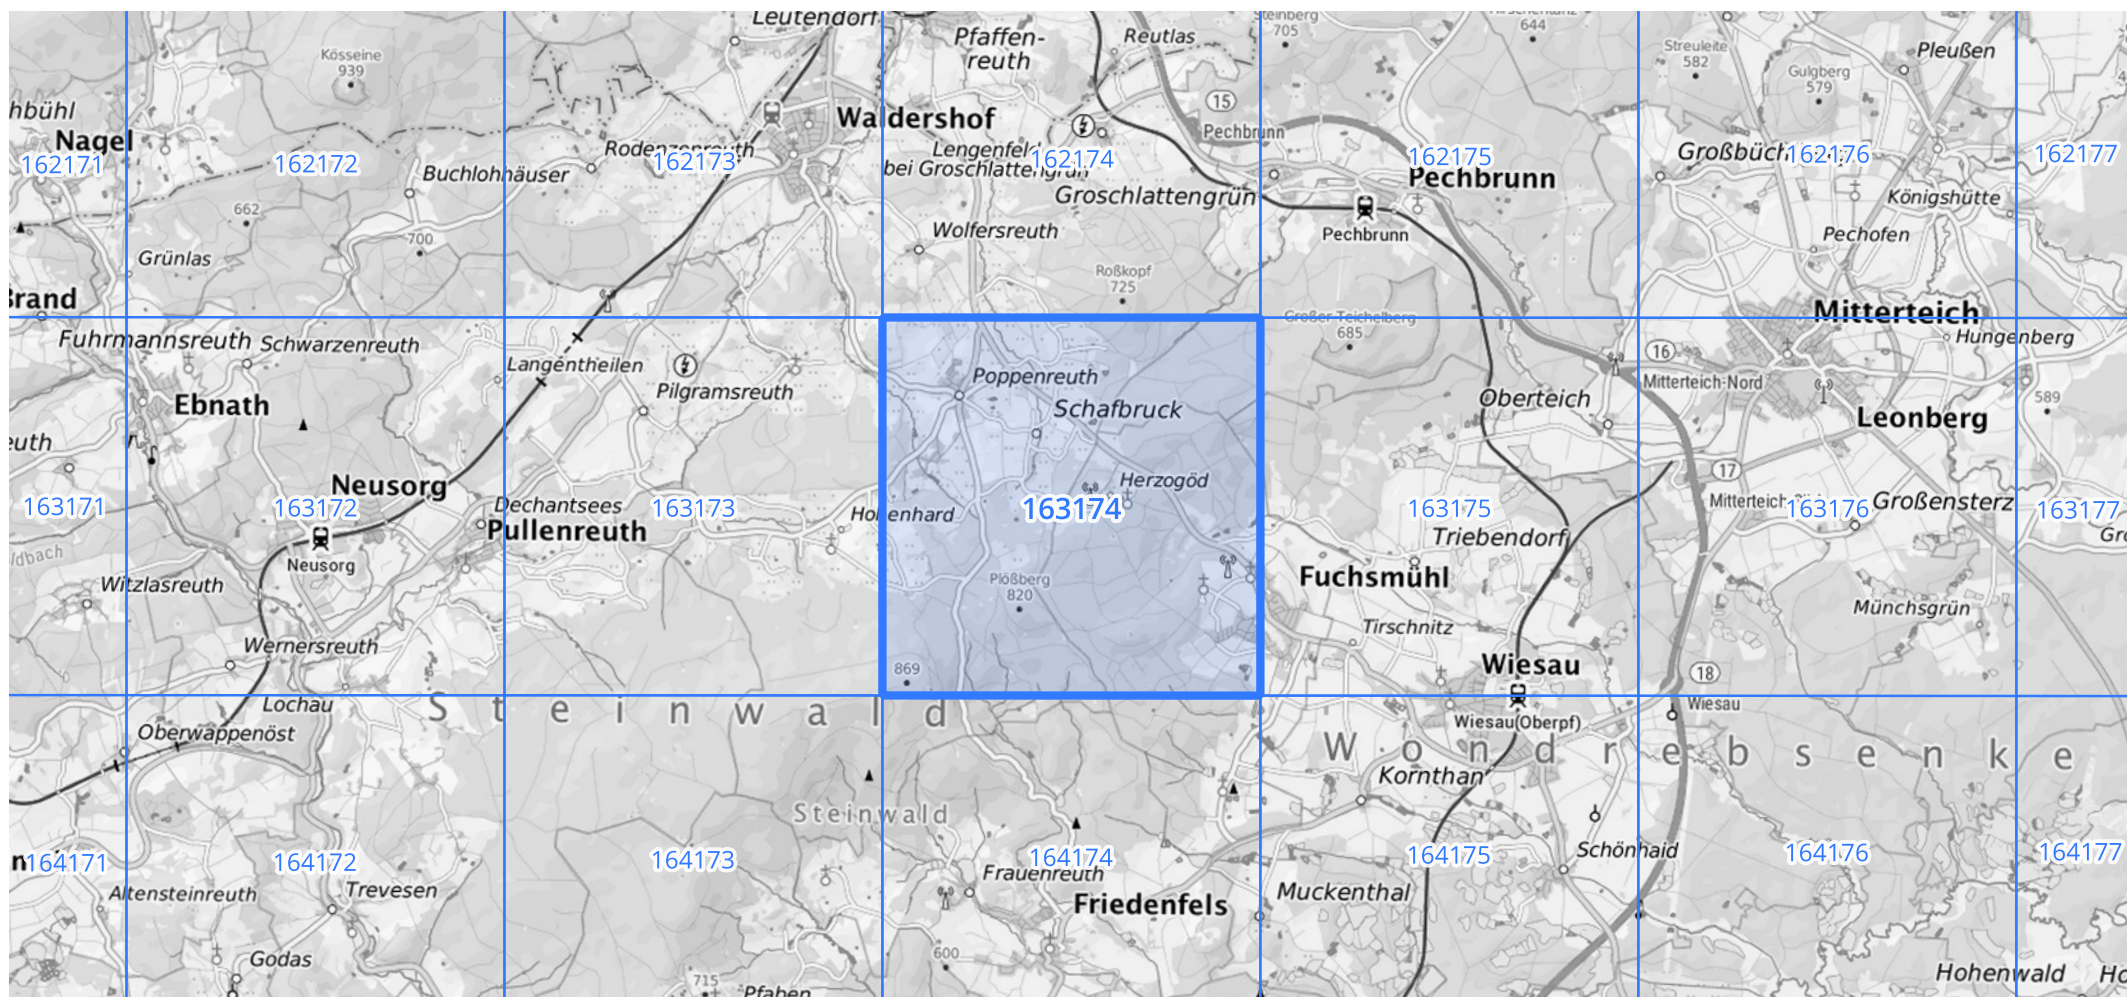 Leutendorf
Pfaffen-
reuth
Reutlas
Steinberg
705
644
Streuleite
582
Pleußen
Kösseine
939
Gulgberg
579
hbühl
Nagel
Waldershof
15
Pechbrunn
162171
162172
Buchlohhäuser
Rodenzenreuth
162173
Lengenfeld
bei Groschlattengrün
162174
Groschlattengrün
162175
Pechbrunn
162176
162177
Königshütte
662
700
Grünlas
Wolfersreuth
Pechbrunn
Pechofen
Roßkopf
725
Brand
Mitterteich
Großer Teichelberg
685
Fuhrmannsreuth
Schwarzenreuth
Langentheilen
Pilgramsreuth
Poppenreuth
Schafbruck
16
Mitterteich-Nord
Hungenberg
Oberteich
589
Ebnath
Leonberg
euth
Neusorg
Herzogöd
17
163171
163172
Dechantsees
Pullenreuth
163173
Hohenhard
163174
163175
163176
Großensterz
163177
Triebendorf
Gro
ldbach
Neusorg
Witzlasreuth
Plößberg
820
Fuchsmühl
Münchsgrün
Tirschnitz
Wernersreuth
869
Wiesau
18
Wiesau
Lochau
Steinwald
Oberwappenöst
Wiesau(Oberpf)
Wondrebsenke
Kornthan
Steinwald
164171
164172
164173
164174
164175
Schönhaid
164176
164177
Altensteinreuth
Trevesen
Frauenreuth
Friedenfels
Muckenthal
Godas
600
715
Pfaben
Hohenwald
Ho